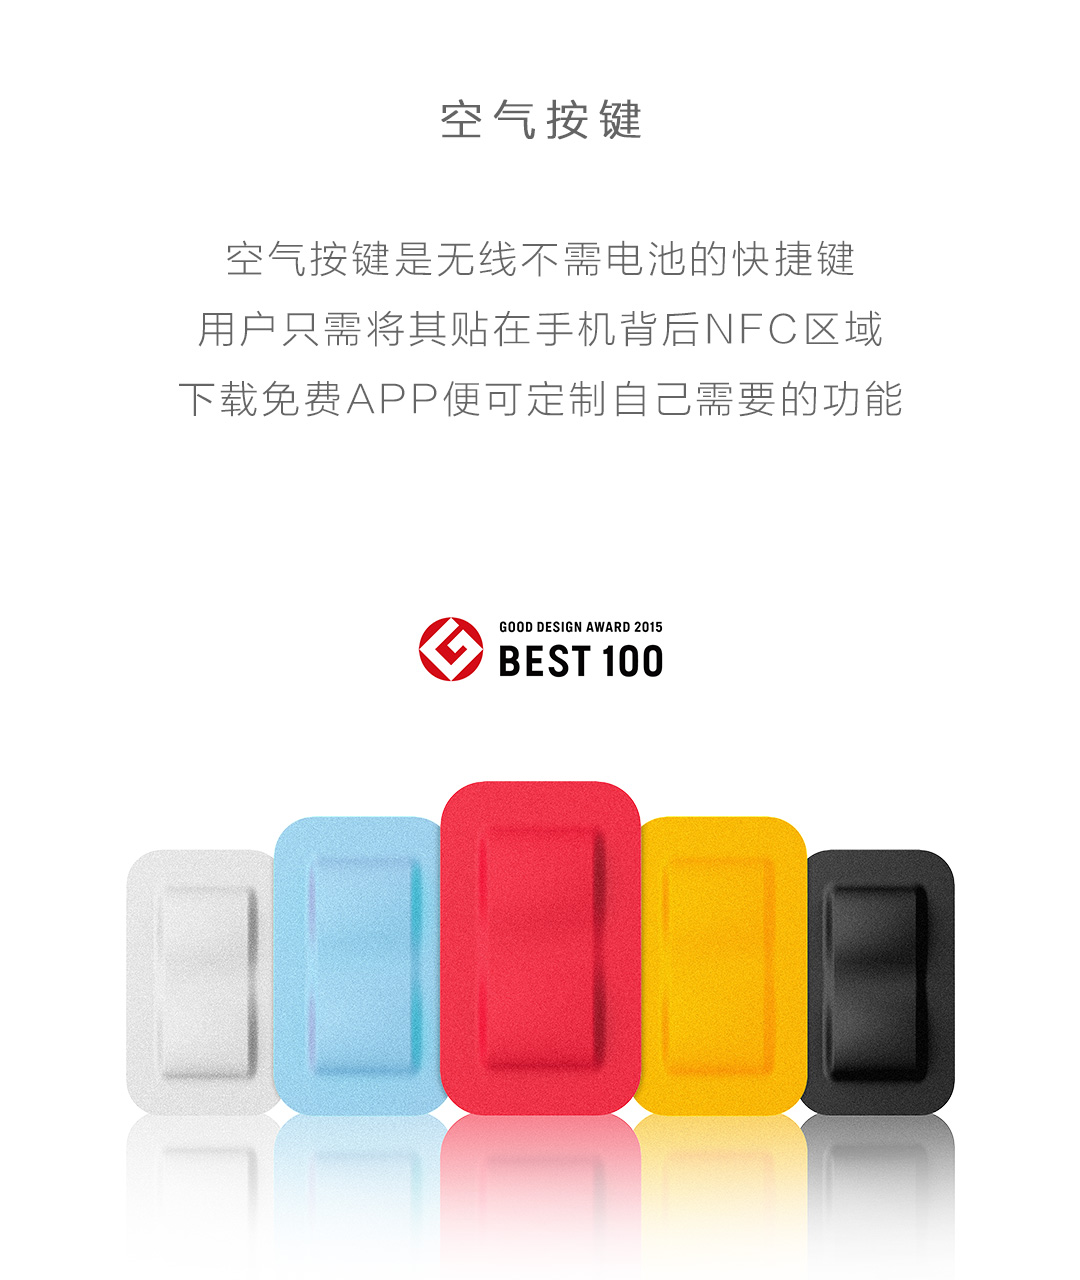 空气按键
空气按键是无线不需电池的快捷键
用户只需将其贴在手机背后NFC区域
下载免费APP便可定制自己需要的功能
GOOD DESIGN AWARD 2015
BEST 100